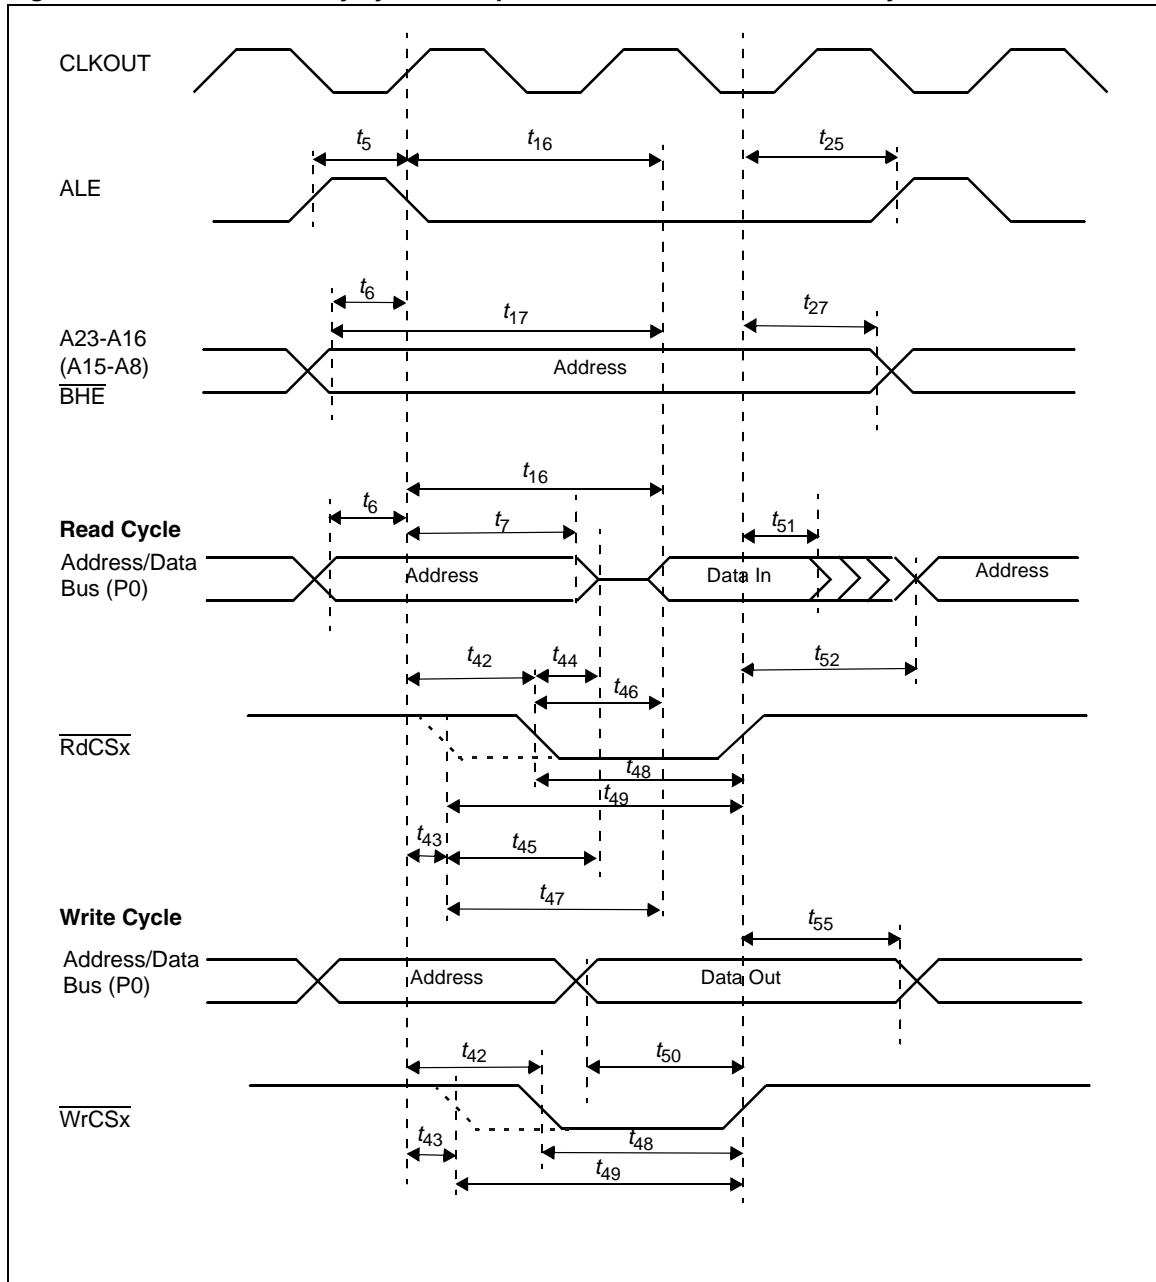 CLKOUT
t5 t16 t25
ALE
t6 t17 t27
A23-A16
(A15-A8)
BHE
Address
t16
t6 t7 t51
Read Cycle
Address/Data
Bus (P0)
Address Data In Address
t42 t44 t52
t46
RdCSx
t48
t49
t43 t45
t47
Write Cycle
t55
Address/Data
Bus (P0)
Address Data Out
t42 t50
WrCSx
t43 t48
t49